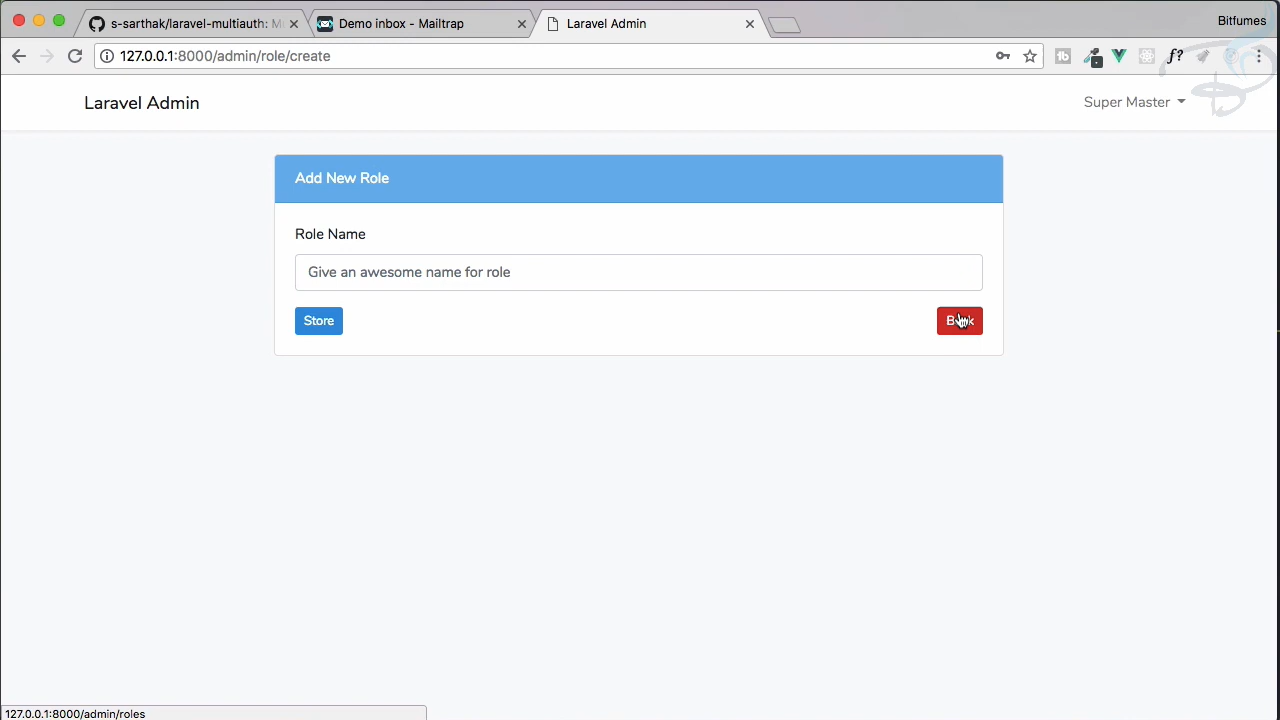 s-sarthak/laravel-multiauth: M
Demo inbox - Mailtrap
Laravel Admin
Bitfumes
127.0.0.1:8000/admin/role/create
Laravel Admin
Super Master
Add New Role
Role Name
Give an awesome name for role
Store
127.0.0.1:8000/admin/roles